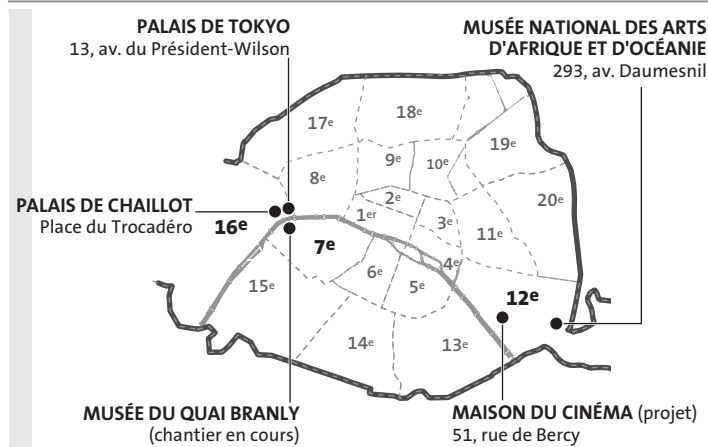 PALAIS DE TOKYO
13, av. du Président-Wilson
MUSÉE NATIONAL DES ARTS
D'AFRIQUE ET D'OCÉANIE
293, av. Daumesnil
17e
18e
19e
9e
10e
8e
20e
2e
PALAIS DE CHAILLOT
Place du Trocadéro
16e
1er
3e
11e
7e
4e
6e
5e
15e
12e
14e
13e
MUSÉE DU QUAI BRANLY
(chantier en cours)
MAISON DU CINÉMA (projet)
51, rue de Bercy